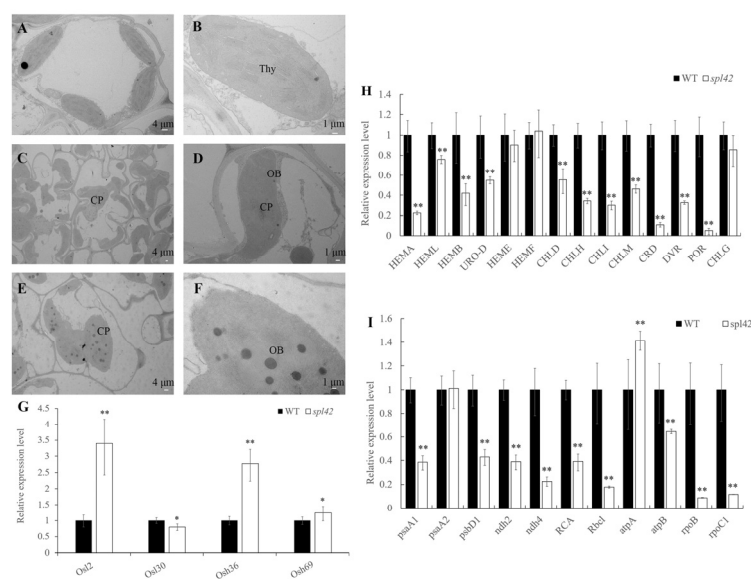 A
4 μm
B
Thy
1 μm
C
CP
4 μm
D
OB
CP
1 μm
E
CP
4 μm
F
OB
1 μm
G
WT spl42
Relative expression level
4.5
4
3.5
3
2.5
2
1.5
1
0.5
0
**
*
**
*
Osl2 Osl30 Osh36 Osh69
H
WT spl42
Relative expression level
1.4
1.2
1
0.8
0.6
0.4
0.2
0
** ** ** ** ** ** ** ** ** ** **
HEMA HEML HEMB URO-D HEME HEMF CHLD CHLH CHLI CHLM CRD DVR POR CHLG
I
WT spl42
Relative expression level
1.6
1.4
1.2
1
0.8
0.6
0.4
0.2
0
** ** ** ** ** ** ** ** ** **
psaA1 psaA2 psbD1 ndh2 ndh4 RCA Rbcl atpA atpB rpoB rpoC1